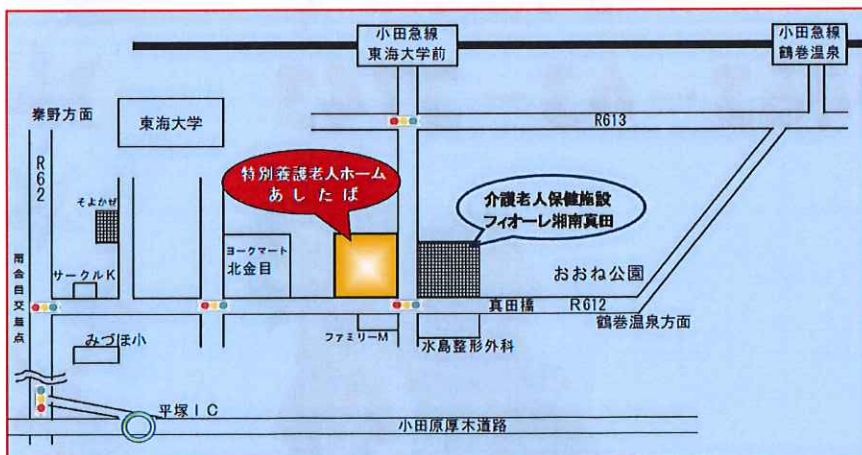 小田急線
東海大学前
小田急線
鶴巻温泉
秦野方面
東海大学
R613
R62
特別養護老人ホーム
あしたば
介護老人保健施設
フィオーレ湘南真田
そよかぜ
ヨークマート
北金目
おおね公園
サークルK
南金目交差点
真田橋
R612
鶴巻温泉方面
みづほ小
ファミリーM
水島整形外科
平塚IC
小田原厚木道路